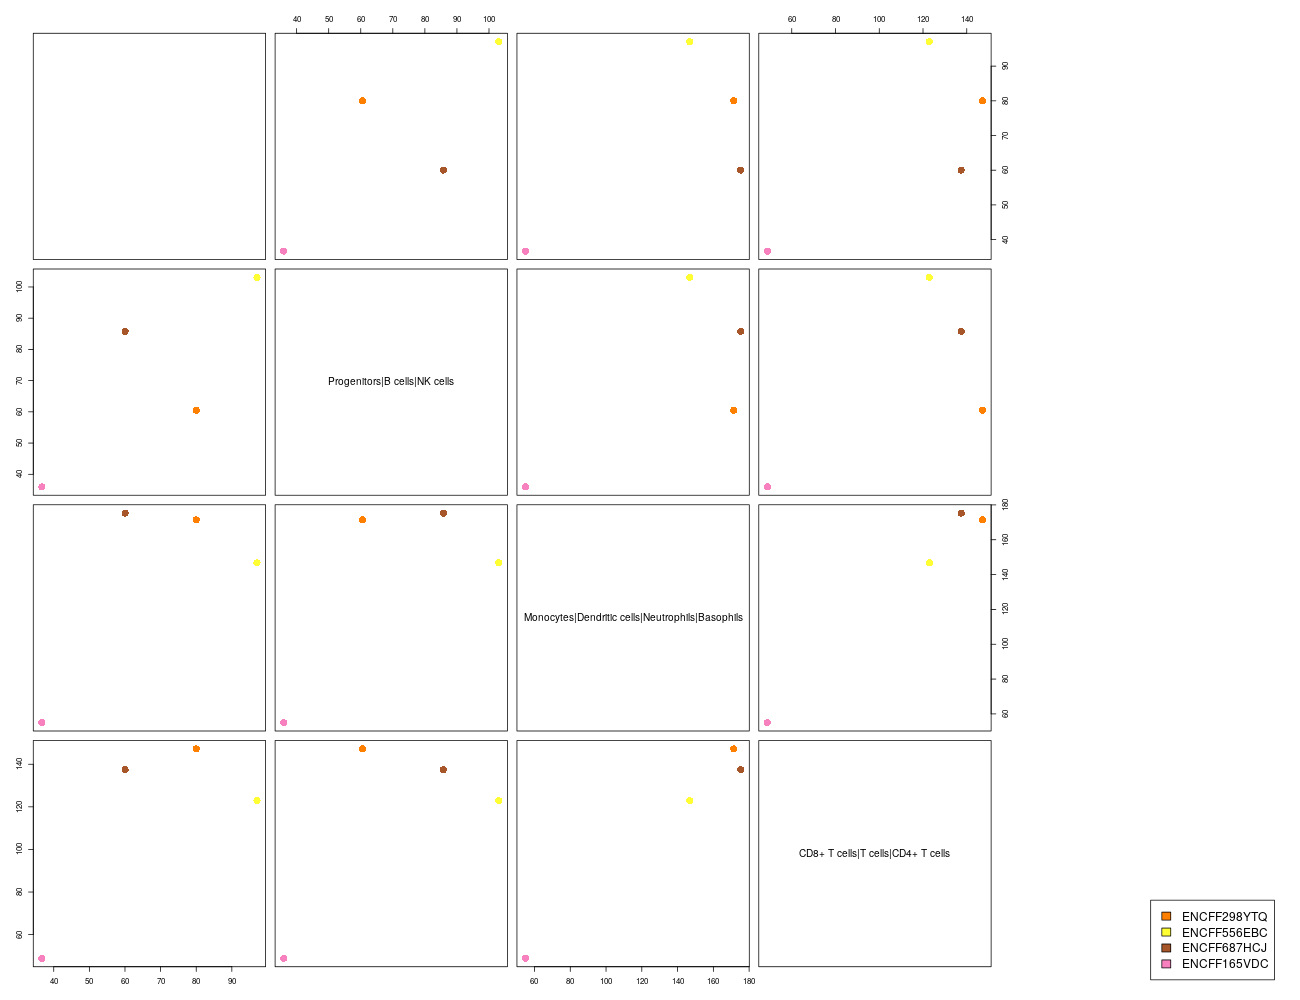 40 50 60 70 80 90 100
60 80 100 120 140
90
80
70
60
50
40
100
90
80
70
60
50
40
Progenitors|B cells|NK cells
180
160
140
120
100
80
60
Monocytes|Dendritic cells|Neutrophils|Basophils
140
120
100
80
60
CD8+ T cells|T cells|CD4+ T cells
40 50 60 70 80 90
60 80 100 120 140 160 180
ENCFF298YTQ
ENCFF556EBC
ENCFF687HCJ
ENCFF165VDC